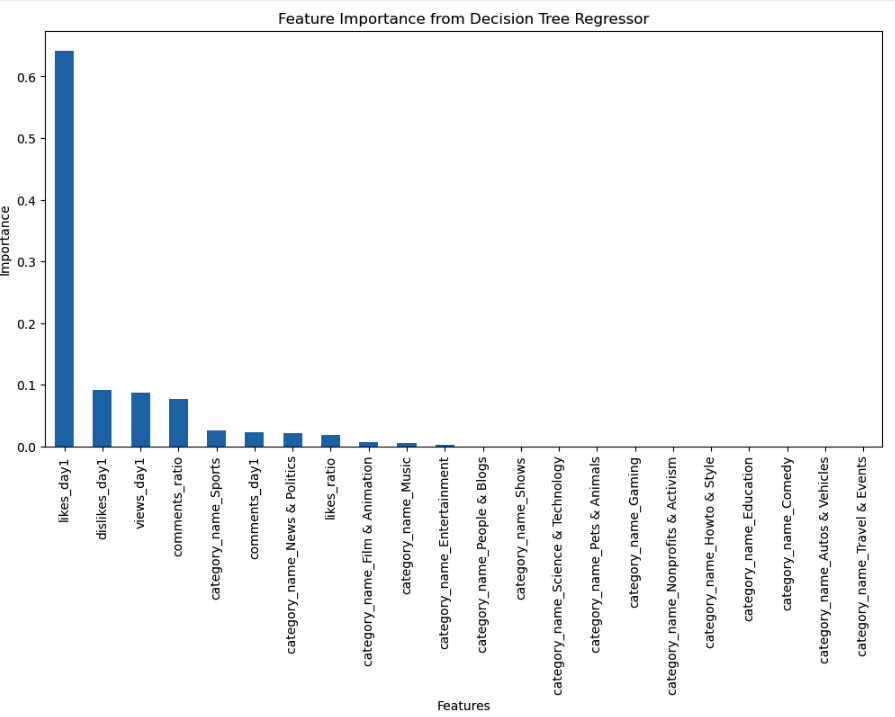 Feature Importance from Decision Tree Regressor
Importance
0.6
0.5
0.4
0.3
0.2
0.1
0.0
likes_day1
dislikes_day1
views_day1
comments_ratio
category_name_Sports
comments_day1
category_name_News & Politics
likes_ratio
category_name_Film & Animation
category_name_Music
category_name_Entertainment
category_name_People & Blogs
category_name_Shows
category_name_Science & Technology
category_name_Pets & Animals
category_name_Gaming
category_name_Nonprofits & Activism
category_name_Howto & Style
category_name_Education
category_name_Comedy
category_name_Autos & Vehicles
category_name_Travel & Events
Features